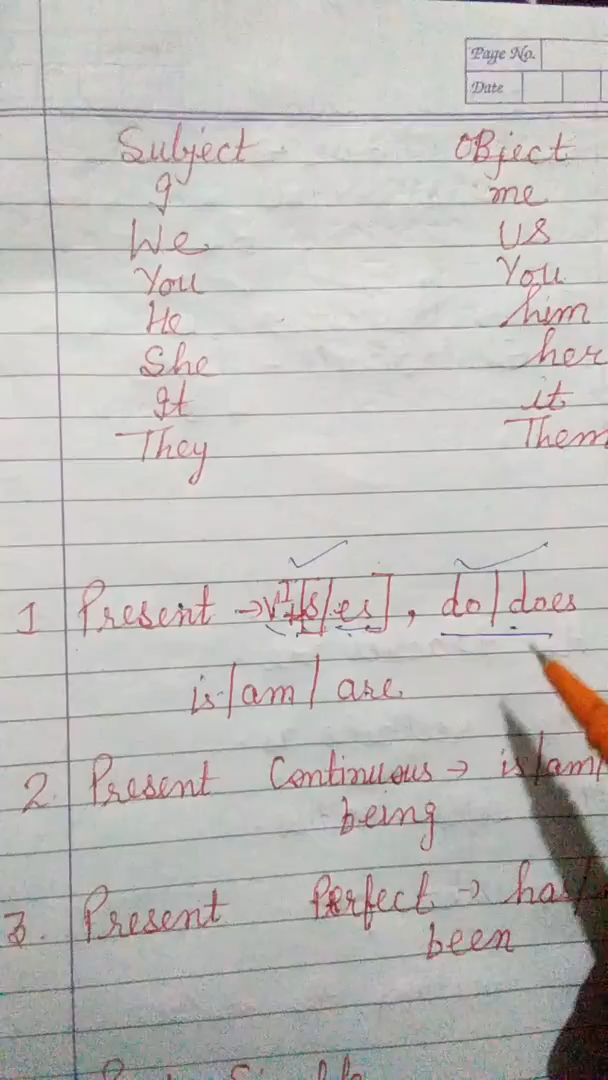 Page No.
Date
Subject OBject
I me
We us
You You
He him
She her
It it
They Them
1 Present → V1+[s/es], do/does
is/am/are
2. Present Continuous → is/am/
being
3. Present Perfect → has/
been